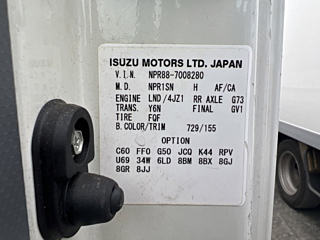 ISUZU MOTORS LTD. JAPAN
V.I.N. NPR88-7008280
M.D. NPR1SN H AF/CA
ENGINE LND/4JZ1 RR AXLE G73
TRANS. Y6N FINAL GV1
TIRE FQF
B.COLOR/TRIM 729/155
OPTION
C60 FF0 G50 JCQ K44 RPV
U69 34W 6LD 8BM 8BX 8GJ
8GR 8JJ